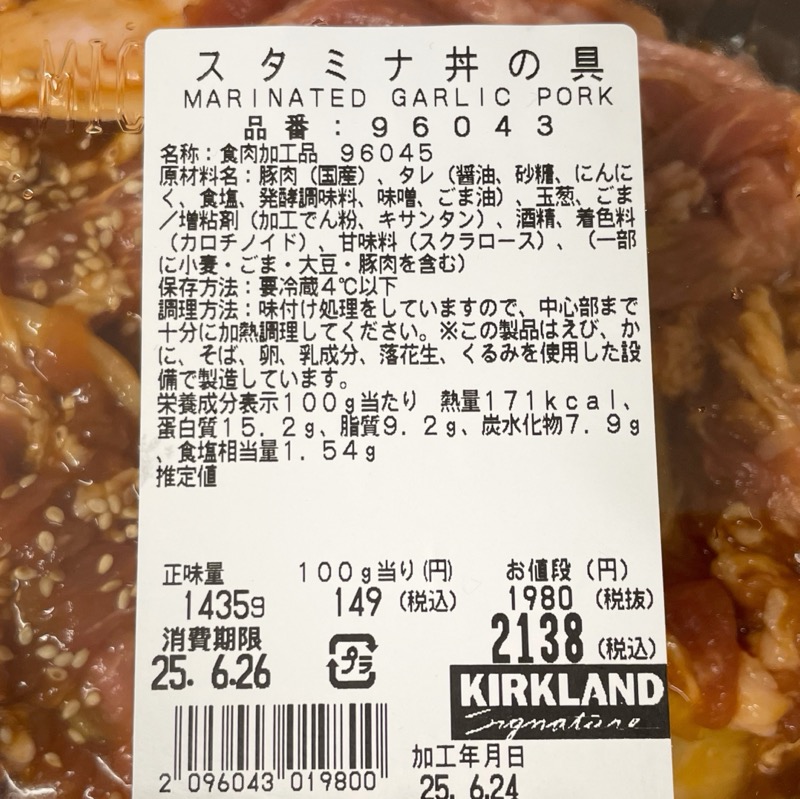 スタミナ丼の具
MARINATED GARLIC PORK
品番：96043
名称：食肉加工品　96045
原材料名：豚肉（国産）、タレ（醤油、砂糖、にんに
く、食塩、発酵調味料、味噌、ごま油）、玉葱、ごま
／増粘剤（加工でん粉、キサンタン）、酒精、着色料
（カロチノイド）、甘味料（スクラロース）、（一部
に小麦・ごま・大豆・豚肉を含む）
保存方法：要冷蔵4℃以下
調理方法：味付け処理をしていますので、中心部まで
十分に加熱調理してください。※この製品はえび、か
に、そば、卵、乳成分、落花生、くるみを使用した設
備で製造しています。
栄養成分表示100g当たり　熱量171kcal、
蛋白質15.2g、脂質9.2g、炭水化物7.9g
、食塩相当量1.54g
推定値
正味量　100g当り(円)　お値段（円）
1435g　149（税込）　1980（税抜）
消費期限　プラ　2138（税込）
25.6.26
KIRKLAND
Signature
2 096043 019800
加工年月日
25.6.24